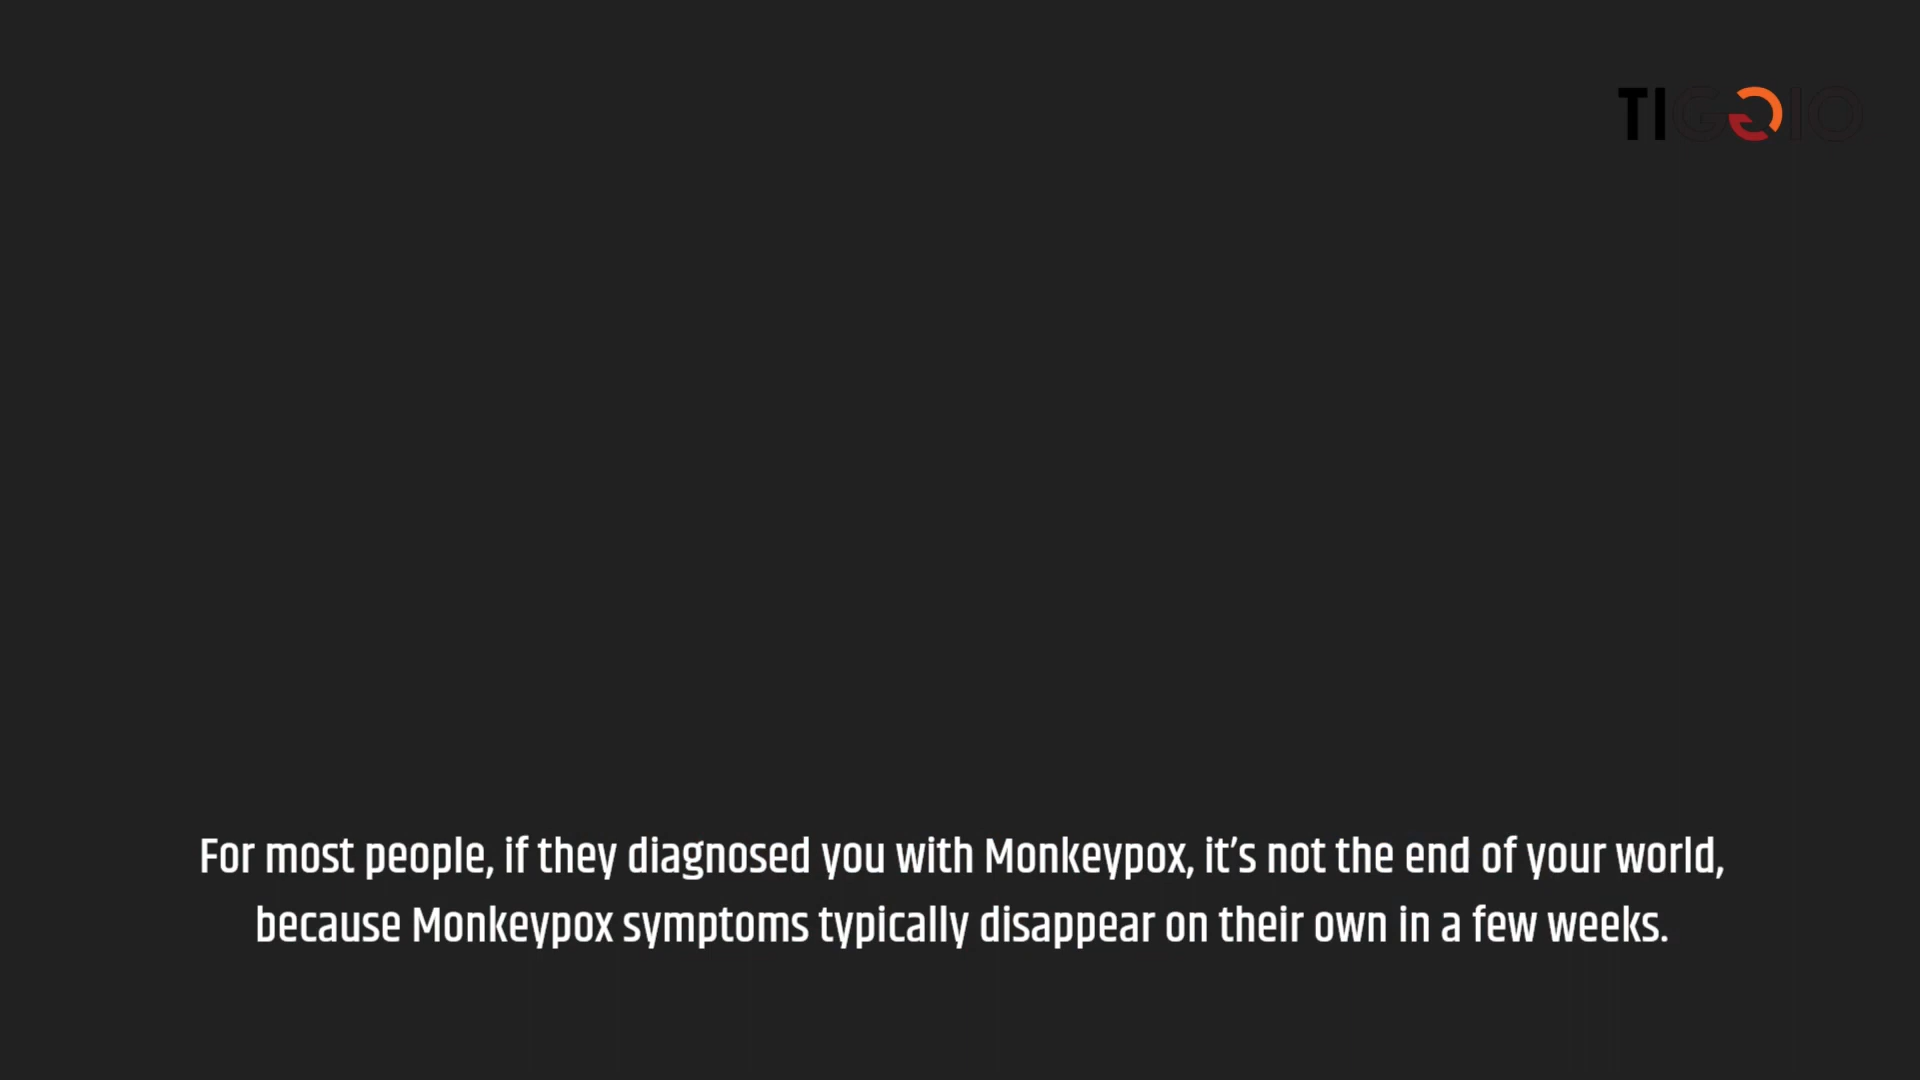 TIGGIO
For most people, if they diagnosed you with Monkeypox, it’s not the end of your world,
because Monkeypox symptoms typically disappear on their own in a few weeks.